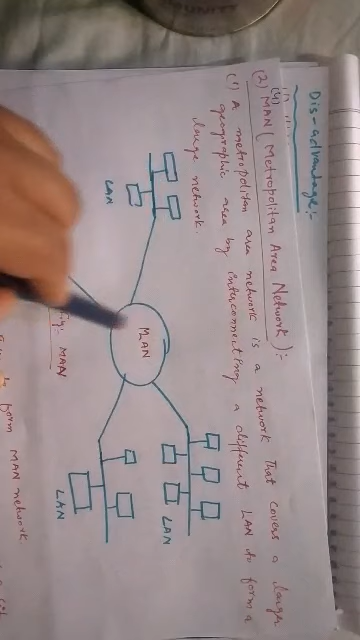 Dis-advantage:-
(2) MAN (Metropolitan Area Network):-
(1) A metropolitan area network is a network that covers a large
geographic area by interconnecting a different LAN to form a
large network.
LAN
MAN
LAN
LAN
fig:- MAN
to form MAN network.